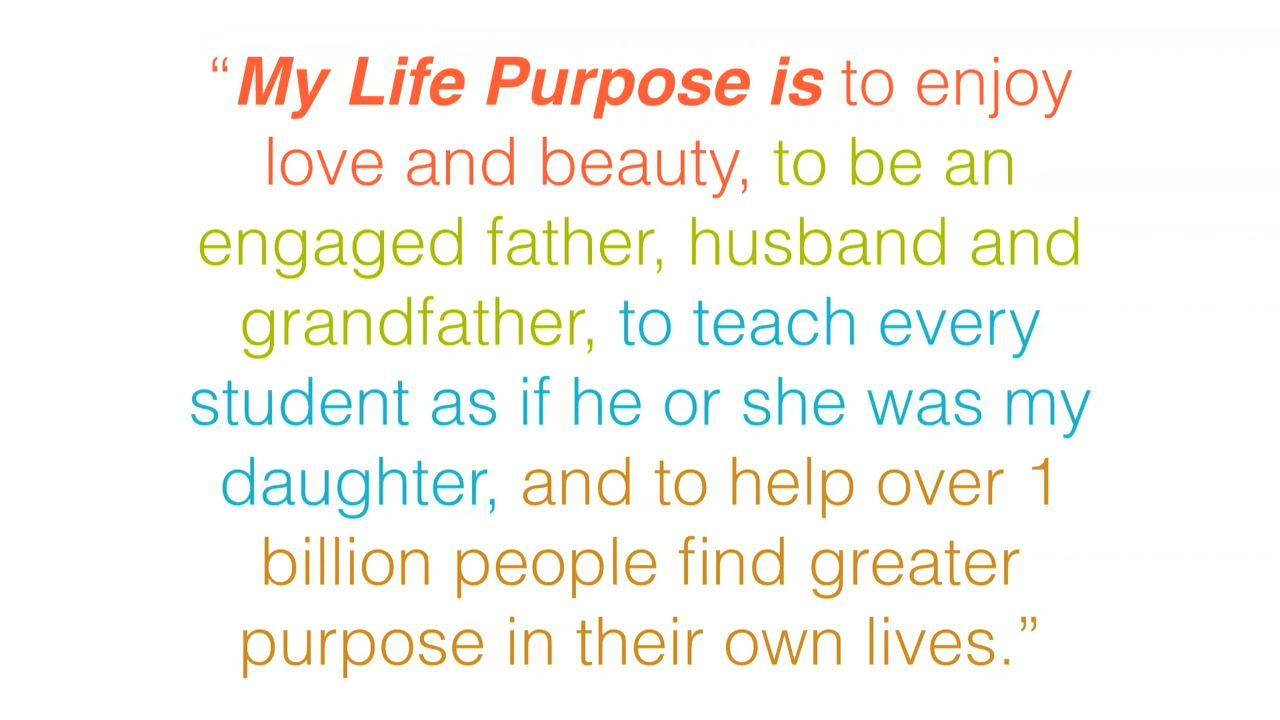 “My Life Purpose is to enjoy
love and beauty, to be an
engaged father, husband and
grandfather, to teach every
student as if he or she was my
daughter, and to help over 1
billion people find greater
purpose in their own lives.”